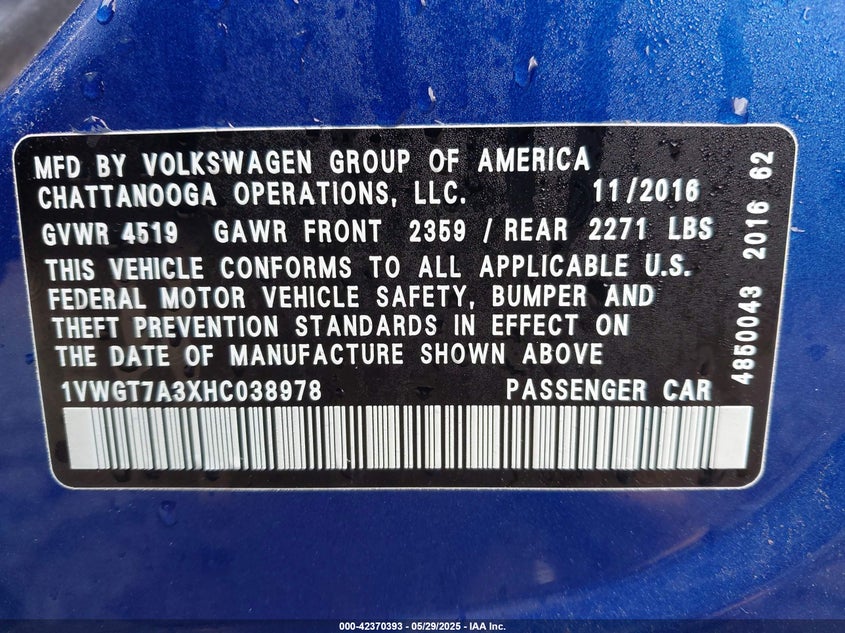 MFD BY VOLKSWAGEN GROUP OF AMERICA
CHATTANOOGA OPERATIONS, LLC. 11/2016
GVWR 4519 GAWR FRONT 2359 / REAR 2271 LBS
THIS VEHICLE CONFORMS TO ALL APPLICABLE U.S.
FEDERAL MOTOR VEHICLE SAFETY, BUMPER AND
THEFT PREVENTION STANDARDS IN EFFECT ON
THE DATE OF MANUFACTURE SHOWN ABOVE
1VWGT7A3XHC038978 PASSENGER CAR
4850043 2016 62
000-42370393 - 05/29/2025 - IAA Inc.